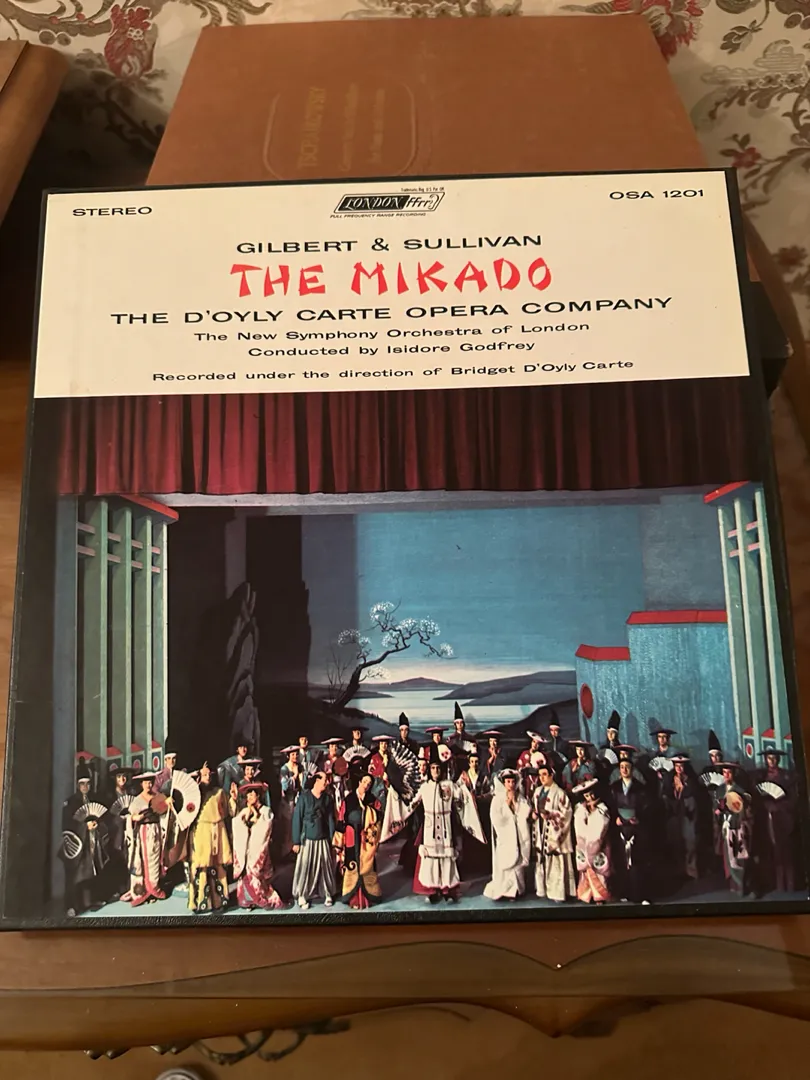 TCHAIKOVSKY
STEREO
LONDON ffrr
FULL FREQUENCY RANGE RECORDING
OSA 1201
GILBERT & SULLIVAN
THE MIKADO
THE D'OYLY CARTE OPERA COMPANY
The New Symphony Orchestra of London
Conducted by Isidore Godfrey
Recorded under the direction of Bridget D'Oyly Carte